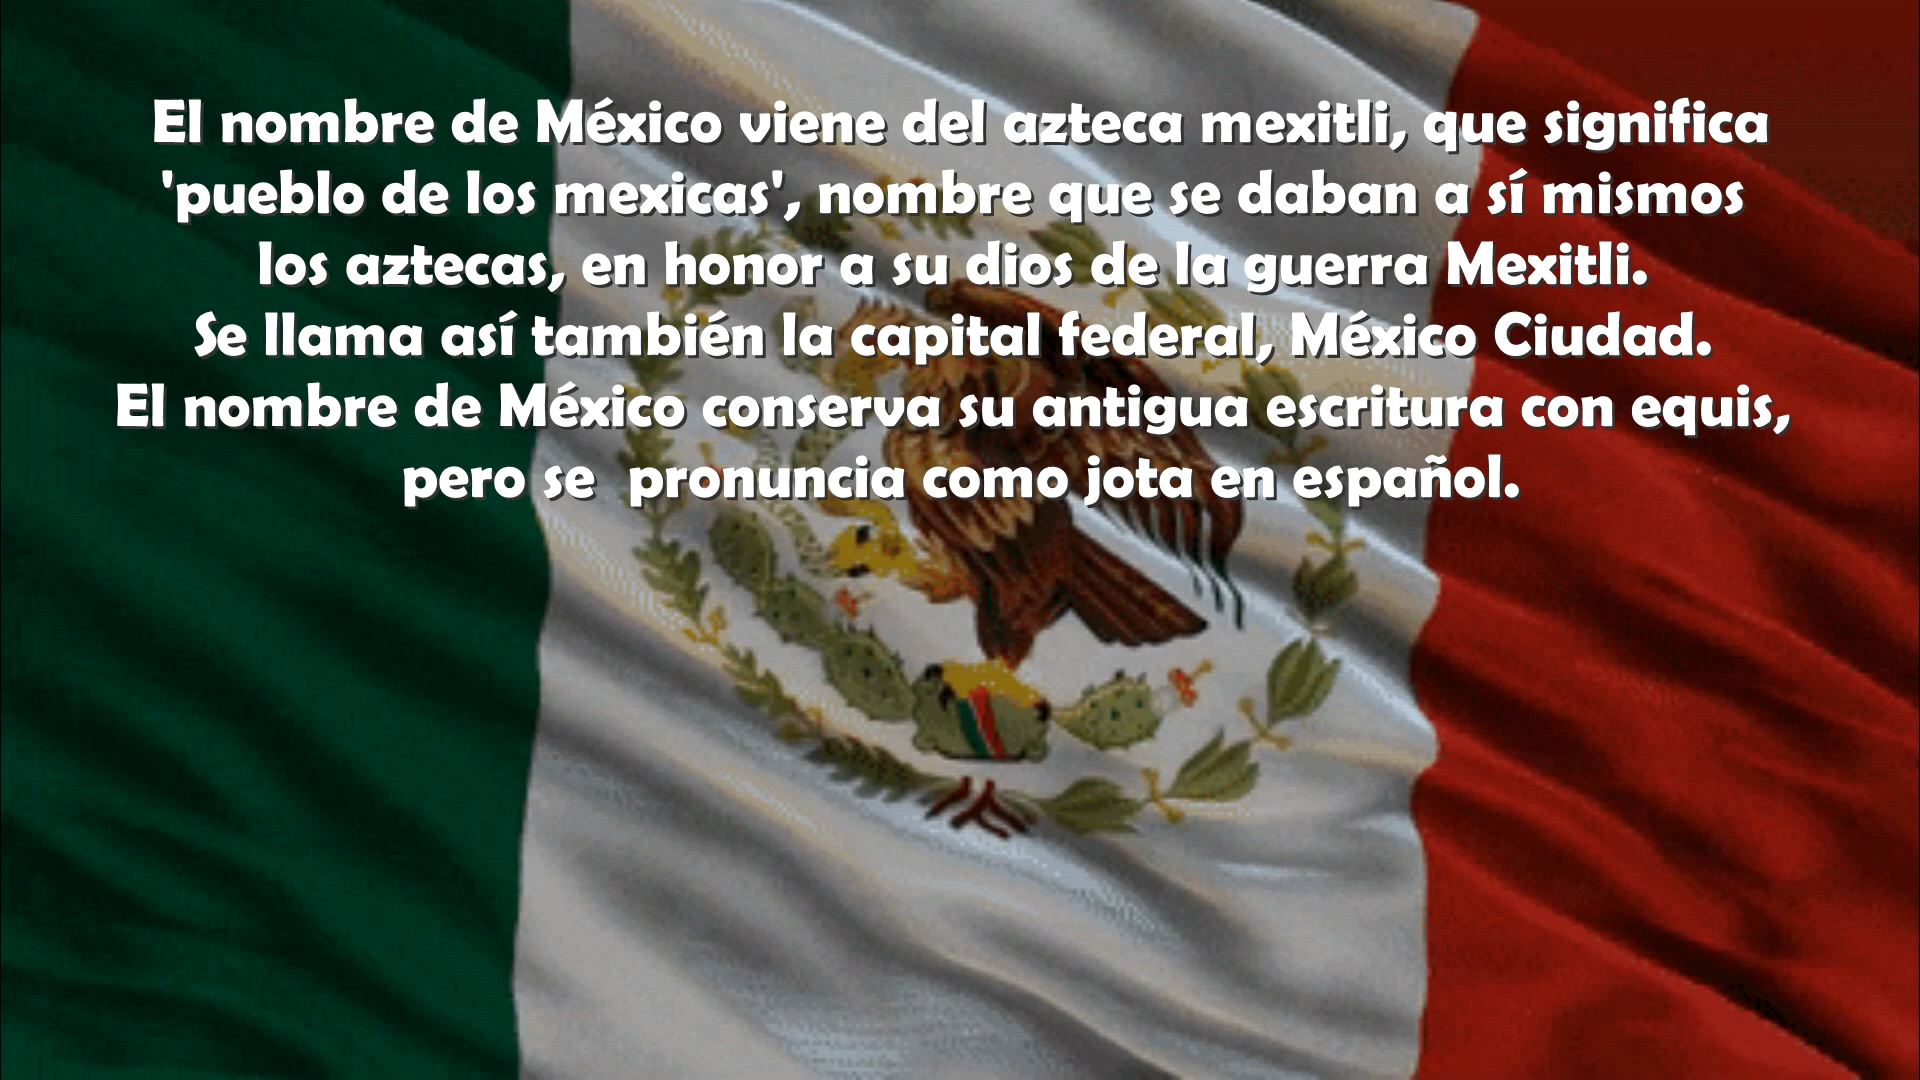 El nombre de México viene del azteca mexitli, que significa
'pueblo de los mexicas', nombre que se daban a sí mismos
los aztecas, en honor a su dios de la guerra Mexitli.
Se llama así también la capital federal, México Ciudad.
El nombre de México conserva su antigua escritura con equis,
pero se  pronuncia como jota en español.